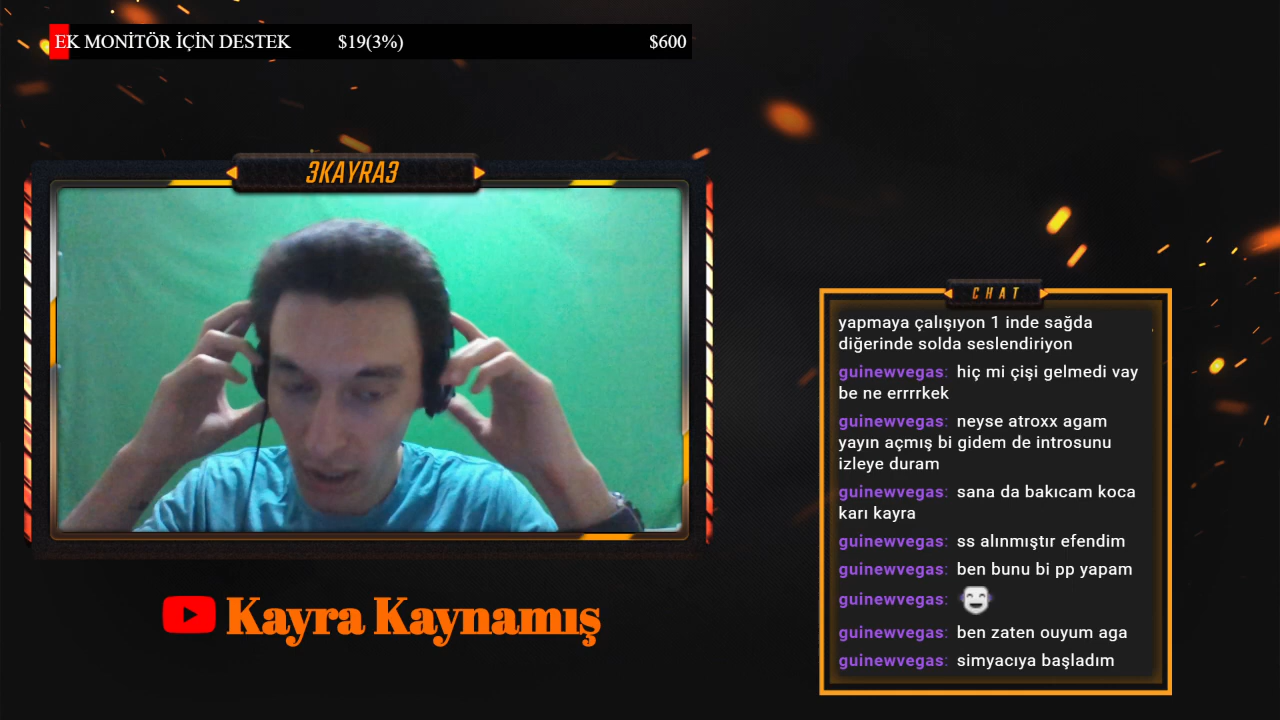 EK MONİTÖR İÇİN DESTEK $19(3%) $600
3KAYRA3
CHAT
yapmaya çalışıyon 1 inde sağda
diğerinde solda seslendiriyon
guinewvegas: hiç mi çişi gelmedi vay
be ne errrrkek
guinewvegas: neyse atroxx agam
yayın açmış bi gidem de introsunu
izleye duram
guinewvegas: sana da bakıcam koca
karı kayra
guinewvegas: ss alınmıştır efendim
guinewvegas: ben bunu bi pp yapam
guinewvegas:
guinewvegas: ben zaten ouyum aga
guinewvegas: simyacıya başladım
Kayra Kaynamış